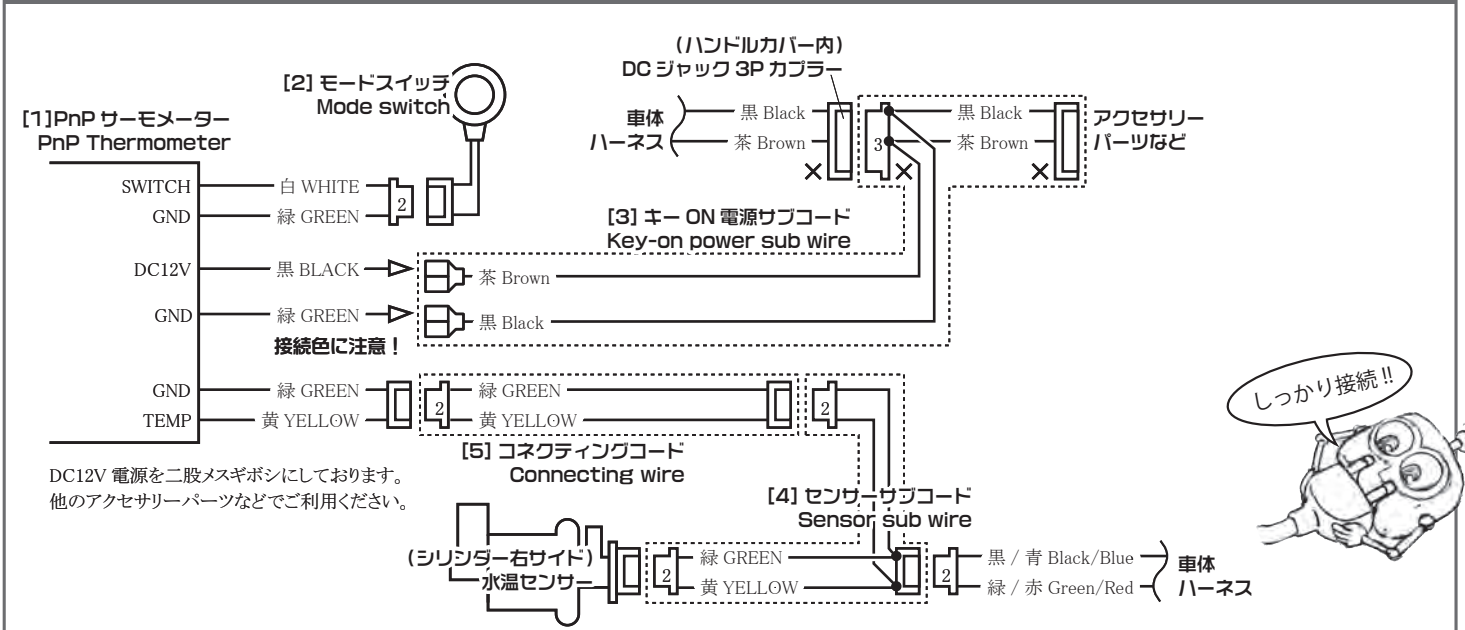 [1]PnP サーモメーター
PnP Thermometer
SWITCH
GND
DC12V
GND
GND
TEMP
白 WHITE
緑 GREEN
2
[2] モードスイッチ
Mode switch
黒 BLACK
緑 GREEN
接続色に注意！
茶 Brown
黒 Black
[3] キー ON 電源サブコード
Key-on power sub wire
(ハンドルカバー内)
DC ジャック 3P カプラー
車体
ハーネス
黒 Black
茶 Brown
3
黒 Black
茶 Brown
アクセサリー
パーツなど
緑 GREEN
黄 YELLOW
2
緑 GREEN
黄 YELLOW
2
[5] コネクティングコード
Connecting wire
DC12V 電源を二股メスギボシにしております。
他のアクセサリーパーツなどでご利用ください。
[4] センサーサブコード
Sensor sub wire
(シリンダー右サイド)
水温センサー
2
緑 GREEN
黄 YELLOW
2
黒 / 青 Black/Blue
緑 / 赤 Green/Red
車体
ハーネス
しっかり接続!!